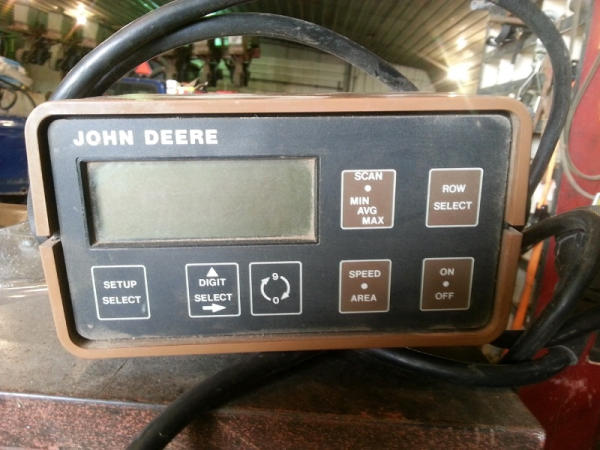 JOHN DEERE
SCAN
MIN
AVG
MAX
ROW
SELECT
SETUP
SELECT
DIGIT
SELECT
9
0
SPEED
AREA
ON
OFF